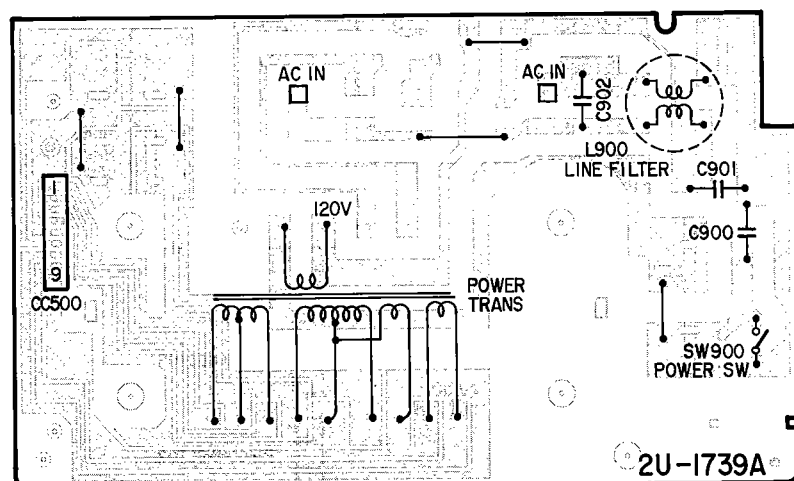 AC IN
AC IN
C902
L900
LINE FILTER
C901
1
9
CC500
120V
C900
POWER
TRANS
SW900
POWER SW
2U-1739A